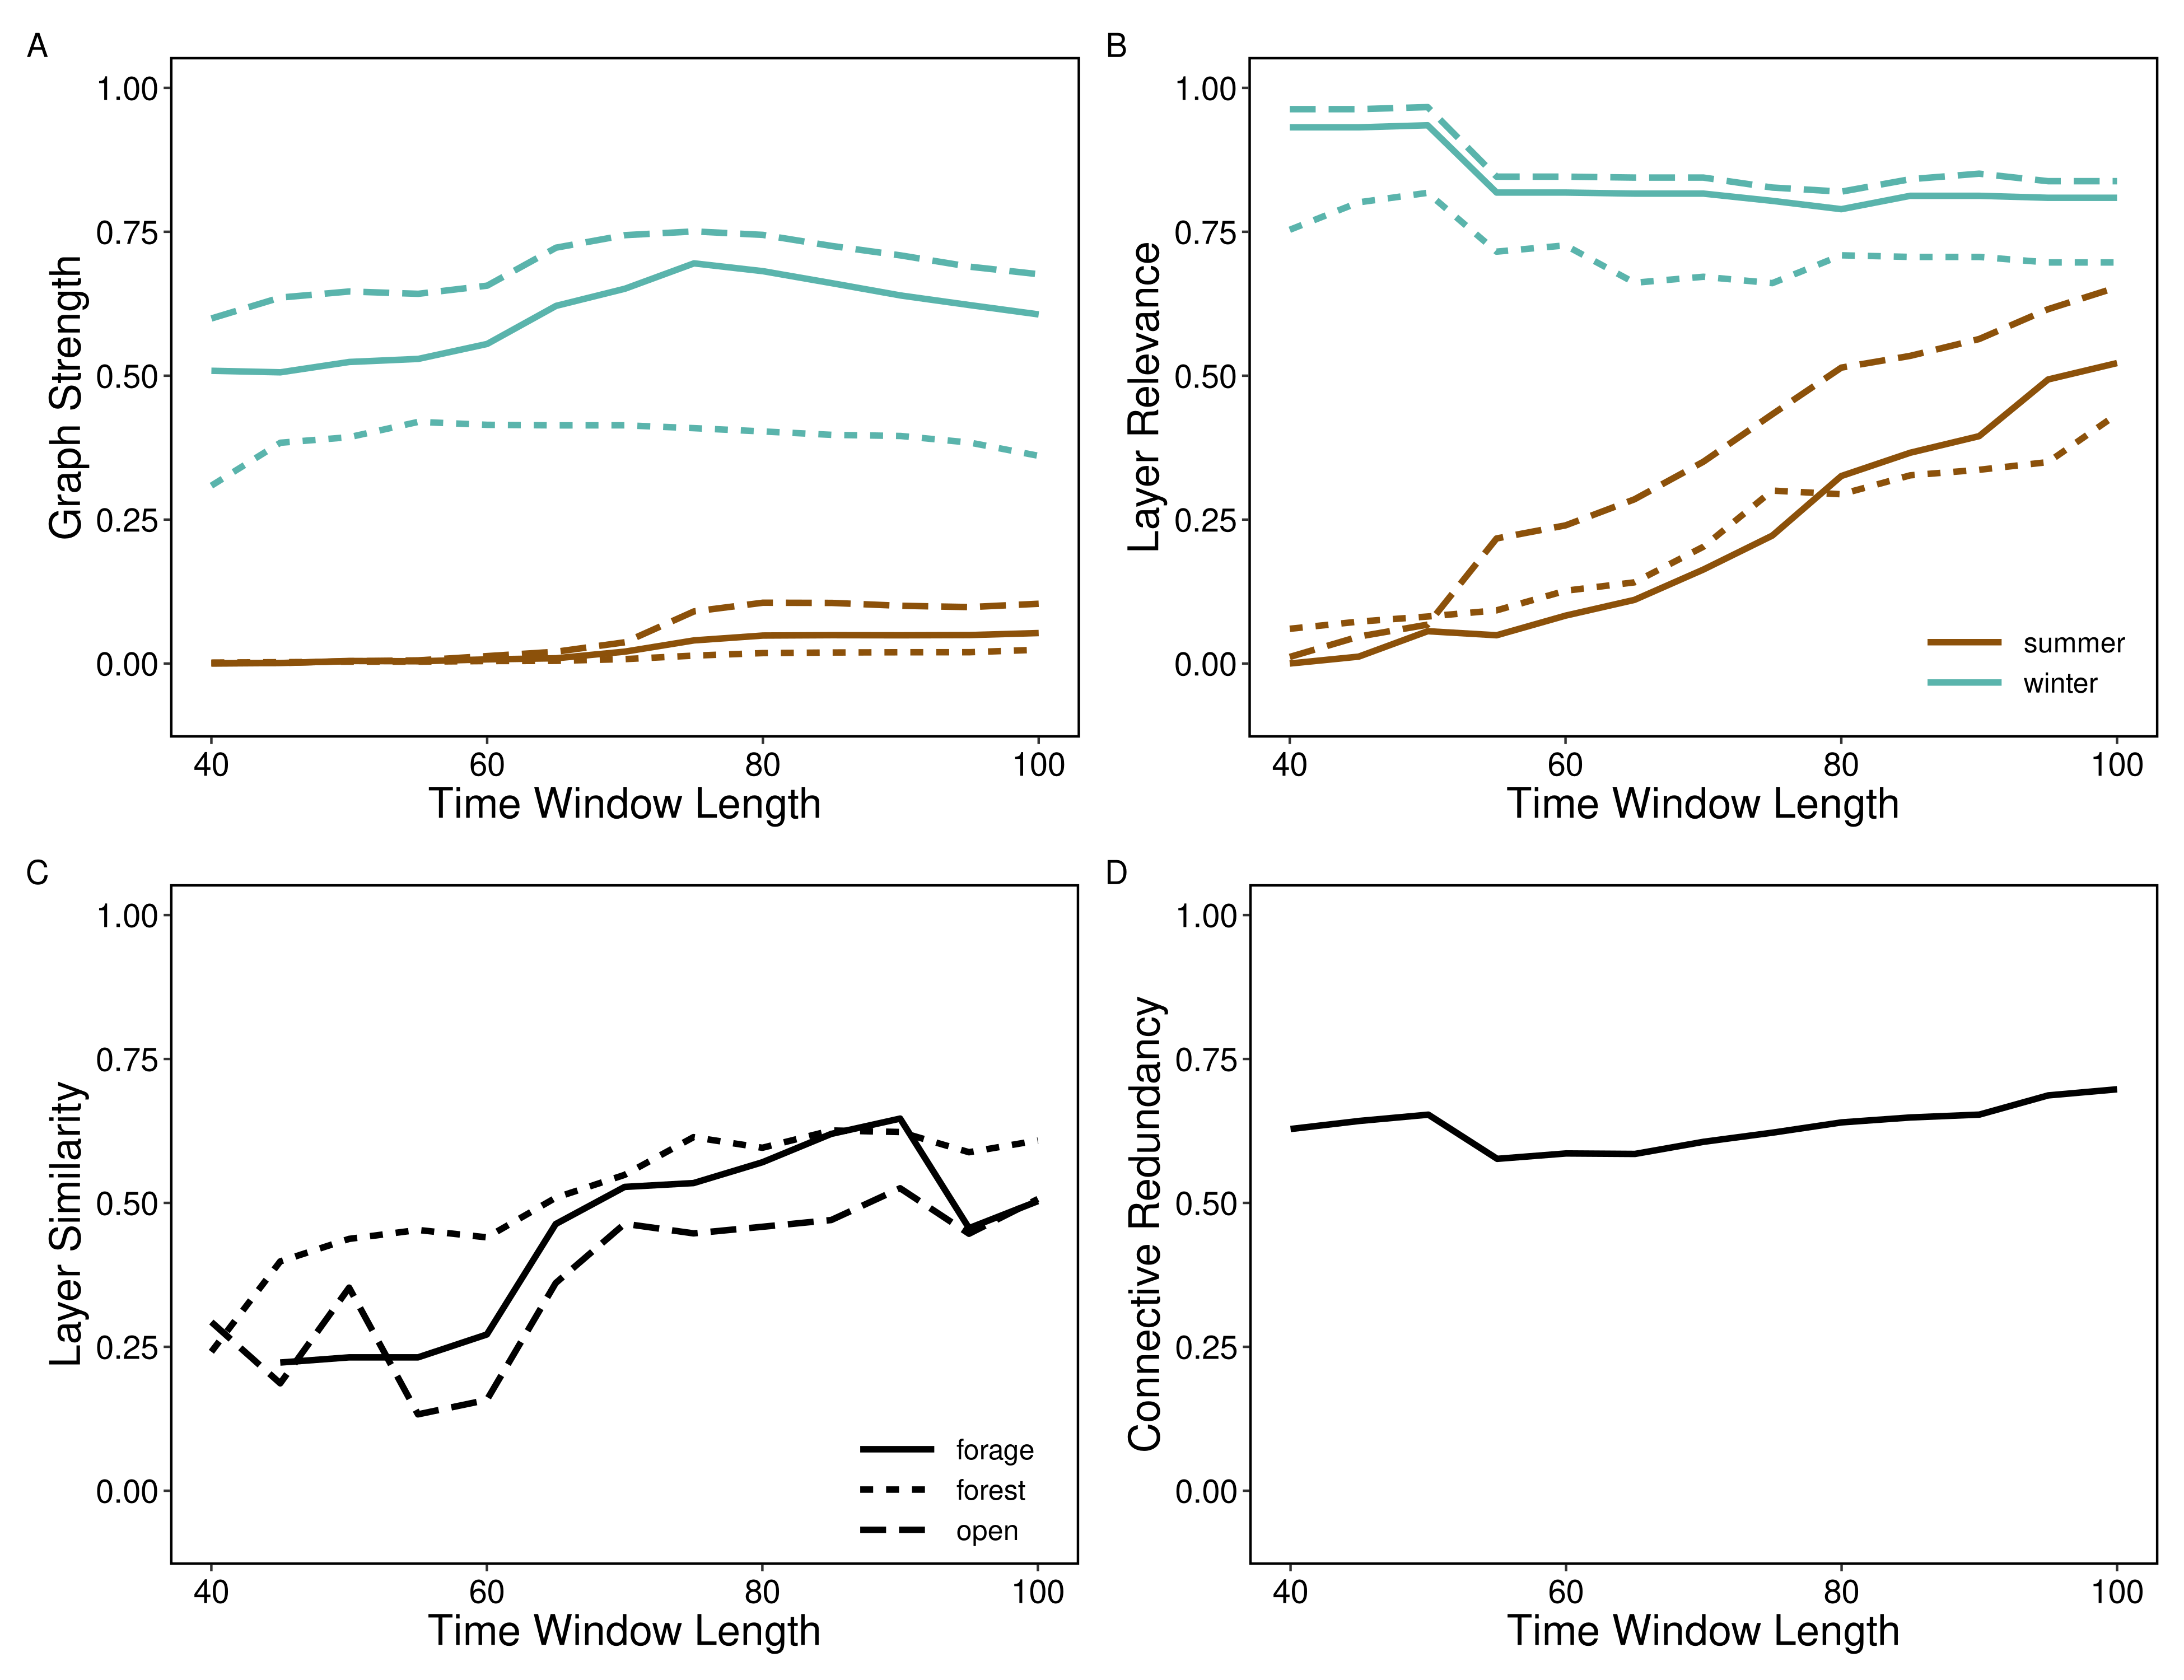 A
1.00
0.75
0.50
0.25
0.00
Graph Strength
40 60 80 100
Time Window Length
B
1.00
0.75
0.50
0.25
0.00
Layer Relevance
summer
winter
40 60 80 100
Time Window Length
C
1.00
0.75
0.50
0.25
0.00
Layer Similarity
forage
forest
open
40 60 80 100
Time Window Length
D
1.00
0.75
0.50
0.25
0.00
Connective Redundancy
40 60 80 100
Time Window Length